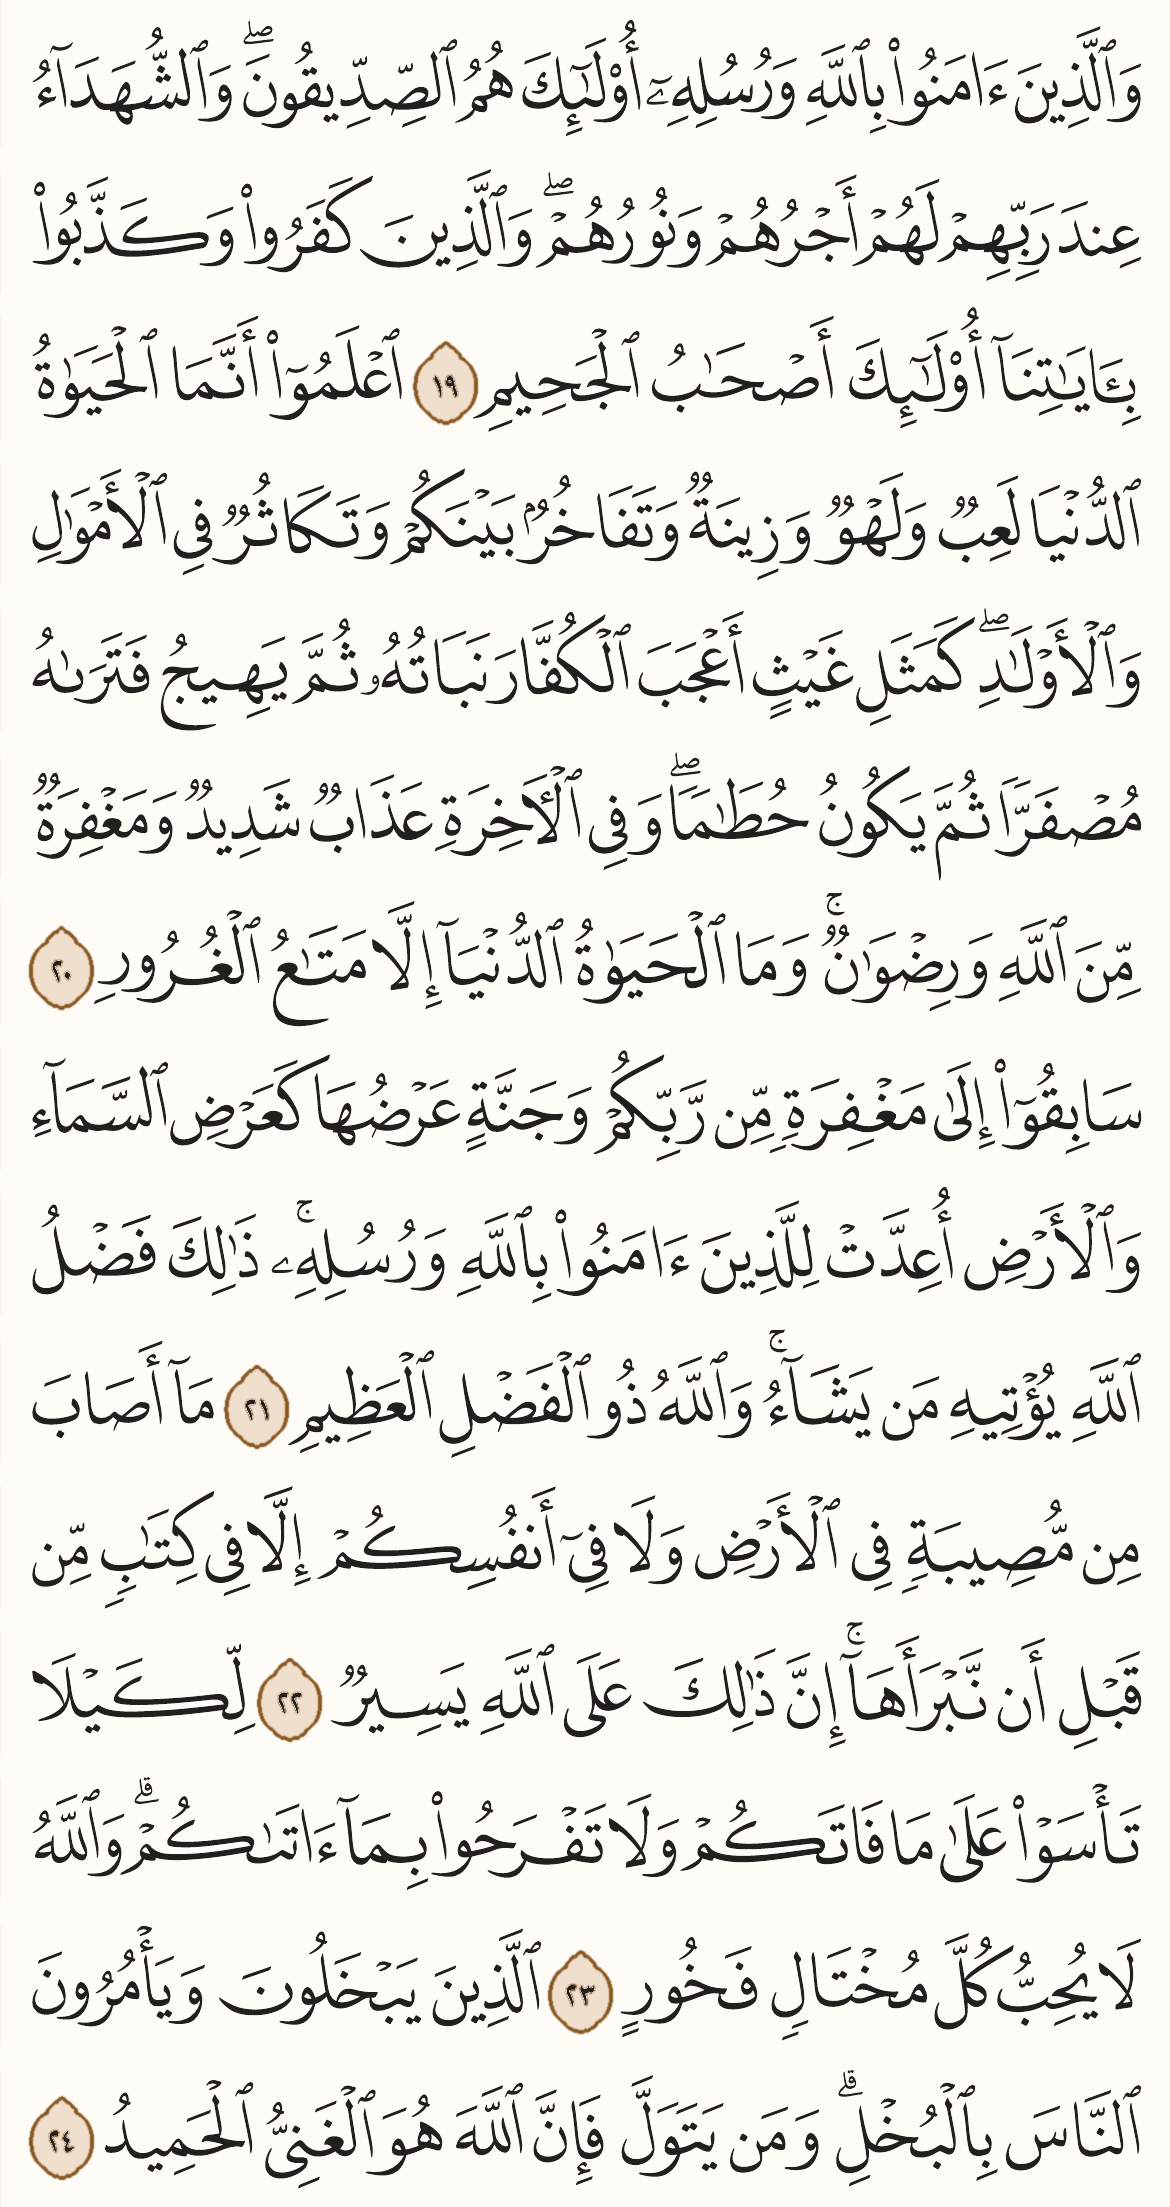 وَٱلَّذِينَ ءَامَنُوا۟ بِٱللَّهِ وَرُسُلِهِۦٓ أُو۟لَٰٓئِكَ هُمُ ٱلصِّدِّيقُونَ ۖ وَٱلشُّهَدَآءُ
عِندَ رَبِّهِمْ لَهُمْ أَجْرُهُمْ وَنُورُهُمْ ۖ وَٱلَّذِينَ كَفَرُوا۟ وَكَذَّبُوا۟
بِـَٔايَٰتِنَآ أُو۟لَٰٓئِكَ أَصْحَٰبُ ٱلْجَحِيمِ ١٩ ٱعْلَمُوٓا۟ أَنَّمَا ٱلْحَيَوٰةُ
ٱلدُّنْيَا لَعِبٌ وَلَهْوٌ وَزِينَةٌ وَتَفَاخُرٌۢ بَيْنَكُمْ وَتَكَاثُرٌ فِى ٱلْأَمْوَٰلِ
وَٱلْأَوْلَٰدِ ۖ كَمَثَلِ غَيْثٍ أَعْجَبَ ٱلْكُفَّارَ نَبَاتُهُۥ ثُمَّ يَهِيجُ فَتَرَىٰهُ
مُصْفَرًّا ثُمَّ يَكُونُ حُطَٰمًا ۖ وَفِى ٱلْـَٔاخِرَةِ عَذَابٌ شَدِيدٌ وَمَغْفِرَةٌ
مِّنَ ٱللَّهِ وَرِضْوَٰنٌ ۚ وَمَا ٱلْحَيَوٰةُ ٱلدُّنْيَآ إِلَّا مَتَٰعُ ٱلْغُرُورِ ٢٠
سَابِقُوٓا۟ إِلَىٰ مَغْفِرَةٍ مِّن رَّبِّكُمْ وَجَنَّةٍ عَرْضُهَا كَعَرْضِ ٱلسَّمَآءِ
وَٱلْأَرْضِ أُعِدَّتْ لِلَّذِينَ ءَامَنُوا۟ بِٱللَّهِ وَرُسُلِهِۦ ۚ ذَٰلِكَ فَضْلُ
ٱللَّهِ يُؤْتِيهِ مَن يَشَآءُ ۚ وَٱللَّهُ ذُو ٱلْفَضْلِ ٱلْعَظِيمِ ٢١ مَآ أَصَابَ
مِن مُّصِيبَةٍ فِى ٱلْأَرْضِ وَلَا فِىٓ أَنفُسِكُمْ إِلَّا فِى كِتَٰبٍ مِّن
قَبْلِ أَن نَّبْرَأَهَآ ۚ إِنَّ ذَٰلِكَ عَلَى ٱللَّهِ يَسِيرٌ ٢٢ لِّكَيْلَا
تَأْسَوْا۟ عَلَىٰ مَا فَاتَكُمْ وَلَا تَفْرَحُوا۟ بِمَآ ءَاتَىٰكُمْ ۗ وَٱللَّهُ
لَا يُحِبُّ كُلَّ مُخْتَالٍ فَخُورٍ ٢٣ ٱلَّذِينَ يَبْخَلُونَ وَيَأْمُرُونَ
ٱلنَّاسَ بِٱلْبُخْلِ ۗ وَمَن يَتَوَلَّ فَإِنَّ ٱللَّهَ هُوَ ٱلْغَنِىُّ ٱلْحَمِيدُ ٢٤